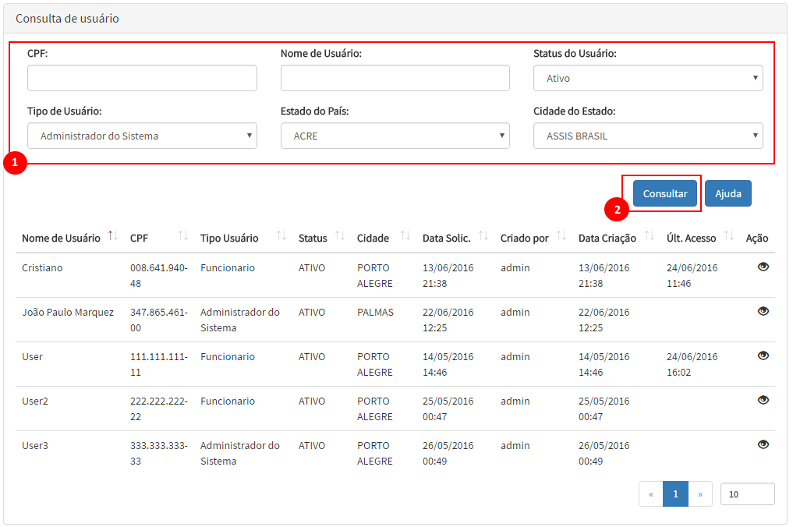 Consulta de usuário
CPF: Nome de Usuário: Status do Usuário:
Ativo
Tipo de Usuário: Estado do País: Cidade do Estado:
Administrador do Sistema ACRE ASSIS BRASIL
1
Consultar Ajuda
2
Nome de Usuário CPF Tipo Usuário Status Cidade Data Solic. Criado por Data Criação Últ. Acesso Ação
Cristiano 008.641.940- Funcionario ATIVO PORTO 13/06/2016 admin 13/06/2016 24/06/2016
48 ALEGRE 21:38 21:38 11:46
João Paulo Marquez 347.865.461- Administrador do ATIVO PALMAS 22/06/2016 admin 22/06/2016
00 Sistema 12:25 12:25
User 111.111.111- Funcionario ATIVO PORTO 14/05/2016 admin 14/05/2016 24/06/2016
11 ALEGRE 14:46 14:46 16:02
User2 222.222.222- Funcionario ATIVO PORTO 25/05/2016 admin 25/05/2016
22 ALEGRE 00:47 00:47
User3 333.333.333- Administrador do ATIVO PORTO 26/05/2016 admin 26/05/2016
33 Sistema ALEGRE 00:49 00:49
« 1 » 10